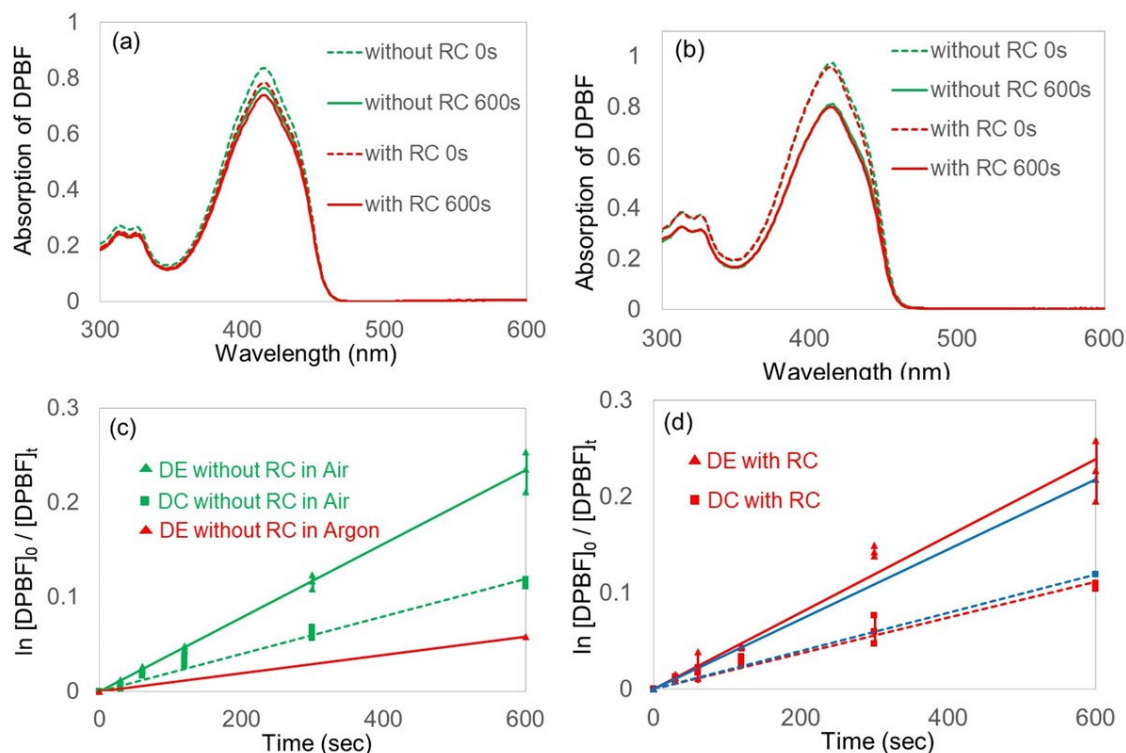 (a)
without RC 0s
without RC 600s
with RC 0s
with RC 600s
Absorption of DPBF
1
0.8
0.6
0.4
0.2
0
300
400
500
600
Wavelength (nm)
(b)
without RC 0s
without RC 600s
with RC 0s
with RC 600s
Absorption of DPBF
1
0.8
0.6
0.4
0.2
0
300
400
500
600
Wavelength (nm)
(c)
DE without RC in Air
DC without RC in Air
DE without RC in Argon
ln [DPBF]0 / [DPBF]t
0.3
0.2
0.1
0
0
200
400
600
Time (sec)
(d)
DE with RC
DC with RC
ln [DPBF]0 / [DPBF]t
0.3
0.2
0.1
0
0
200
400
600
Time (sec)